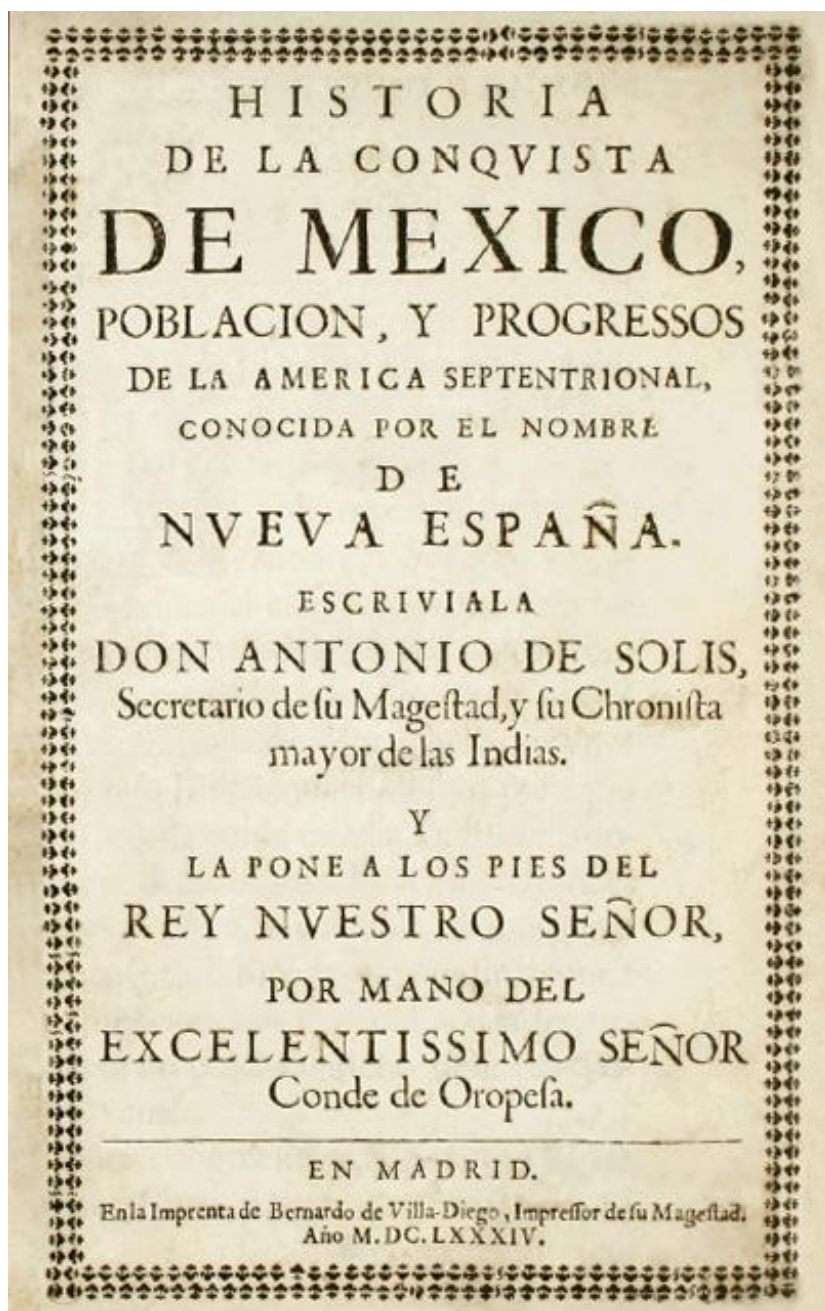 HISTORIA
DE LA CONQVISTA
DE MEXICO,
POBLACION, Y PROGRESSOS
DE LA AMERICA SEPTENTRIONAL,
CONOCIDA POR EL NOMBRE
DE
NVEVA ESPAÑA.
ESCRIVIALA
DON ANTONIO DE SOLIS,
Secretario de ſu Mageſtad, y ſu Chroniſta
mayor de las Indias.
Y
LA PONE A LOS PIES DEL
REY NVESTRO SEÑOR,
POR MANO DEL
EXCELENTISSIMO SEÑOR
Conde de Oropeſa.
EN MADRID.
En la Imprenta de Bernardo de Villa-Diego, Impreſſor de ſu Mageſtad.
Año M.DC.LXXXIV.